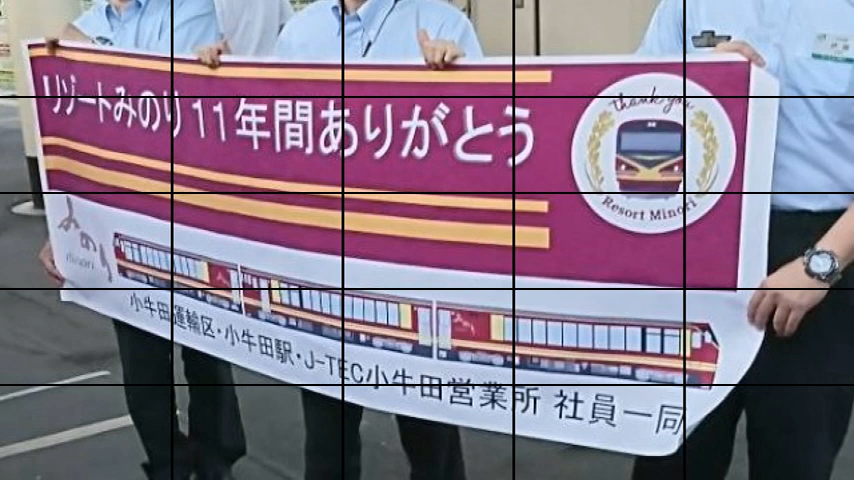 リゾートみのり11年間ありがとう
thank you
Resort Minori
みのり
minori
小牛田運輸区・小牛田駅・J-TEC小牛田営業所 社員一同